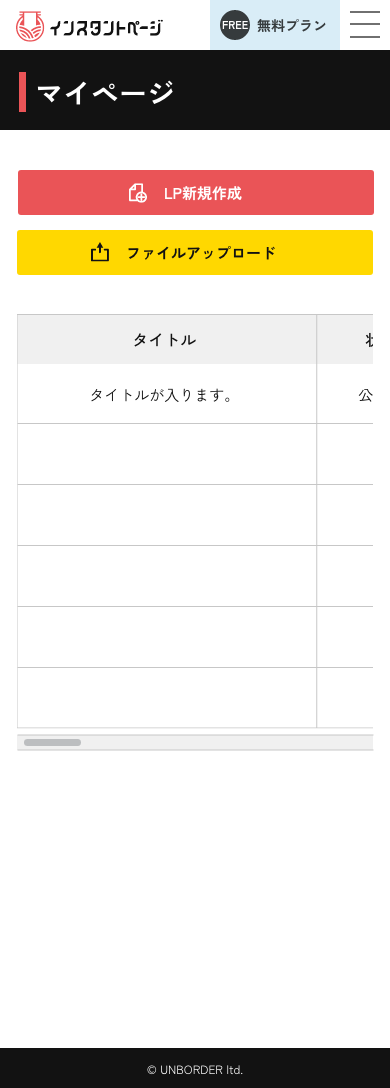 インスタントページ
FREE 無料プラン
マイページ
LP新規作成
ファイルアップロード
タイトル
タイトルが入ります。 公
© UNBORDER ltd.